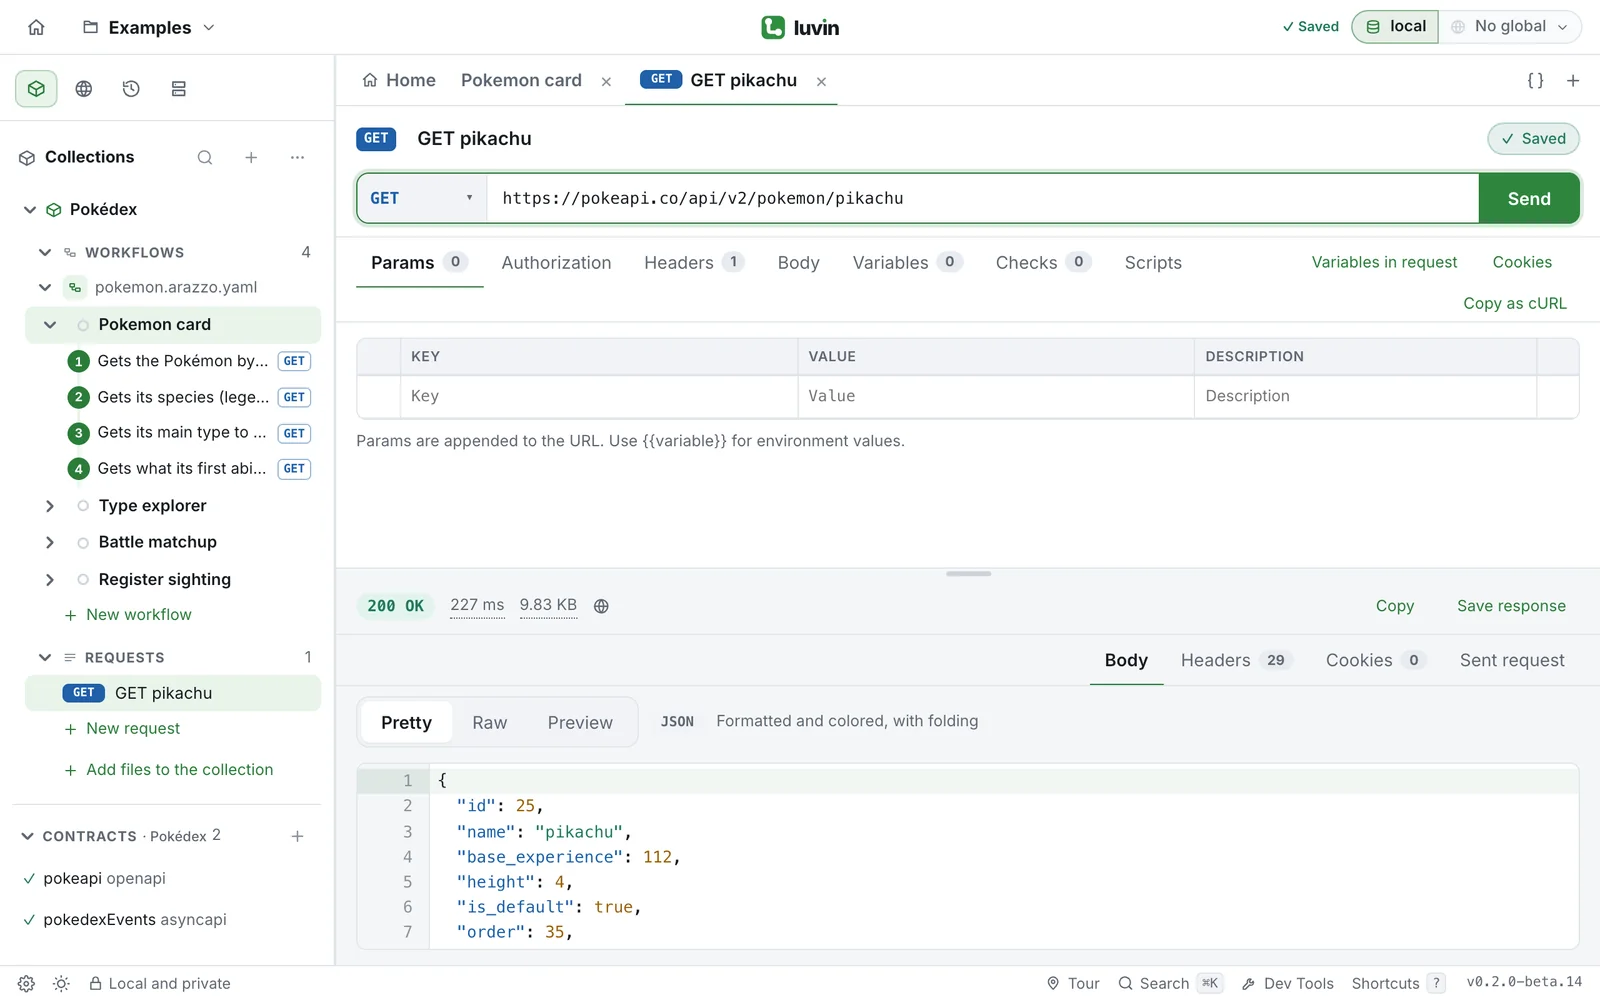 Examples
luvin
Saved
local
No global
Home
Pokemon card
GET GET pikachu
Collections
Pokédex
WORKFLOWS 4
pokemon.arazzo.yaml
Pokemon card
1 Gets the Pokémon by... GET
2 Gets its species (lege... GET
3 Gets its main type to ... GET
4 Gets what its first abi... GET
Type explorer
Battle matchup
Register sighting
+ New workflow
REQUESTS 1
GET GET pikachu
+ New request
+ Add files to the collection
CONTRACTS · Pokédex 2
pokeapi openapi
pokedexEvents asyncapi
GET GET pikachu
Saved
GET https://pokeapi.co/api/v2/pokemon/pikachu Send
Params 0 Authorization Headers 1 Body Variables 0 Checks 0 Scripts
Variables in request Cookies
Copy as cURL
KEY VALUE DESCRIPTION
Key Value Description
Params are appended to the URL. Use {{variable}} for environment values.
200 OK 227 ms 9.83 KB
Copy Save response
Body Headers 29 Cookies 0 Sent request
Pretty Raw Preview JSON Formatted and colored, with folding
1 {
2 "id": 25,
3 "name": "pikachu",
4 "base_experience": 112,
5 "height": 4,
6 "is_default": true,
7 "order": 35,
Local and private
Tour Search ⌘K Dev Tools Shortcuts ? v0.2.0-beta.14